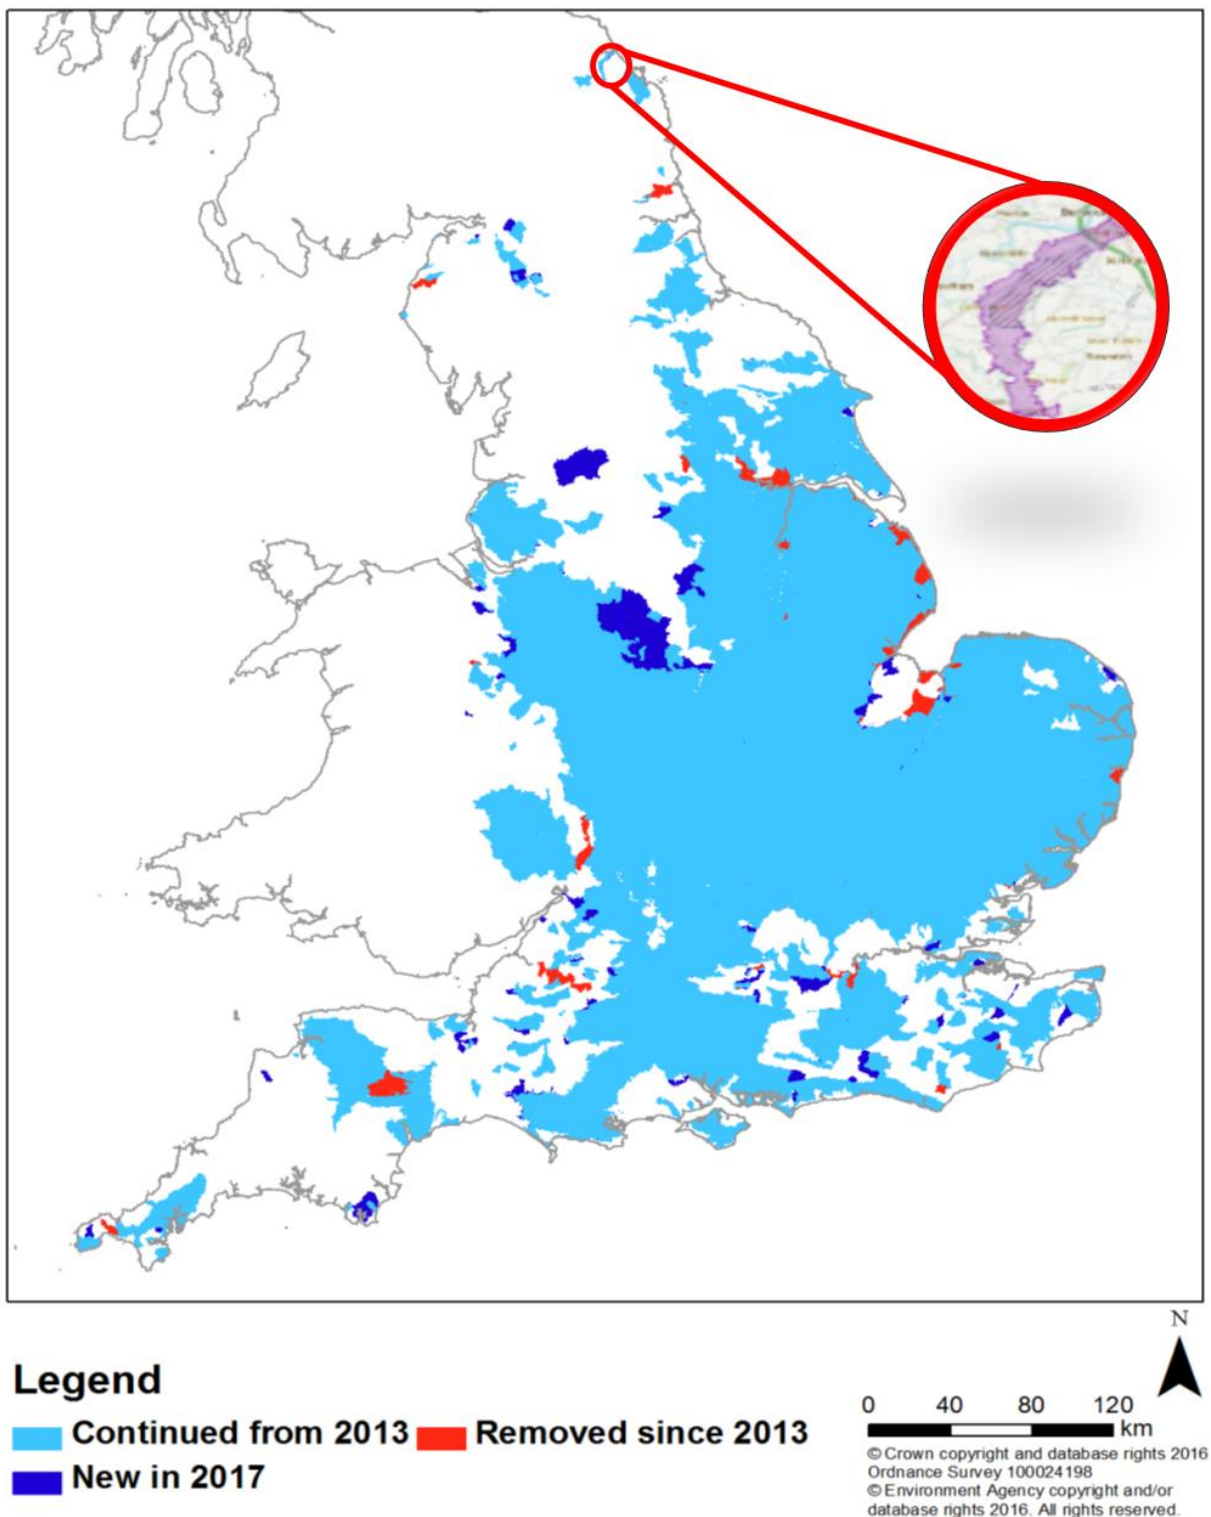 N
Legend
Continued from 2013
Removed since 2013
New in 2017
0 40 80 120
km
© Crown copyright and database rights 2016
Ordnance Survey 100024198
© Environment Agency copyright and/or
database rights 2016. All rights reserved.